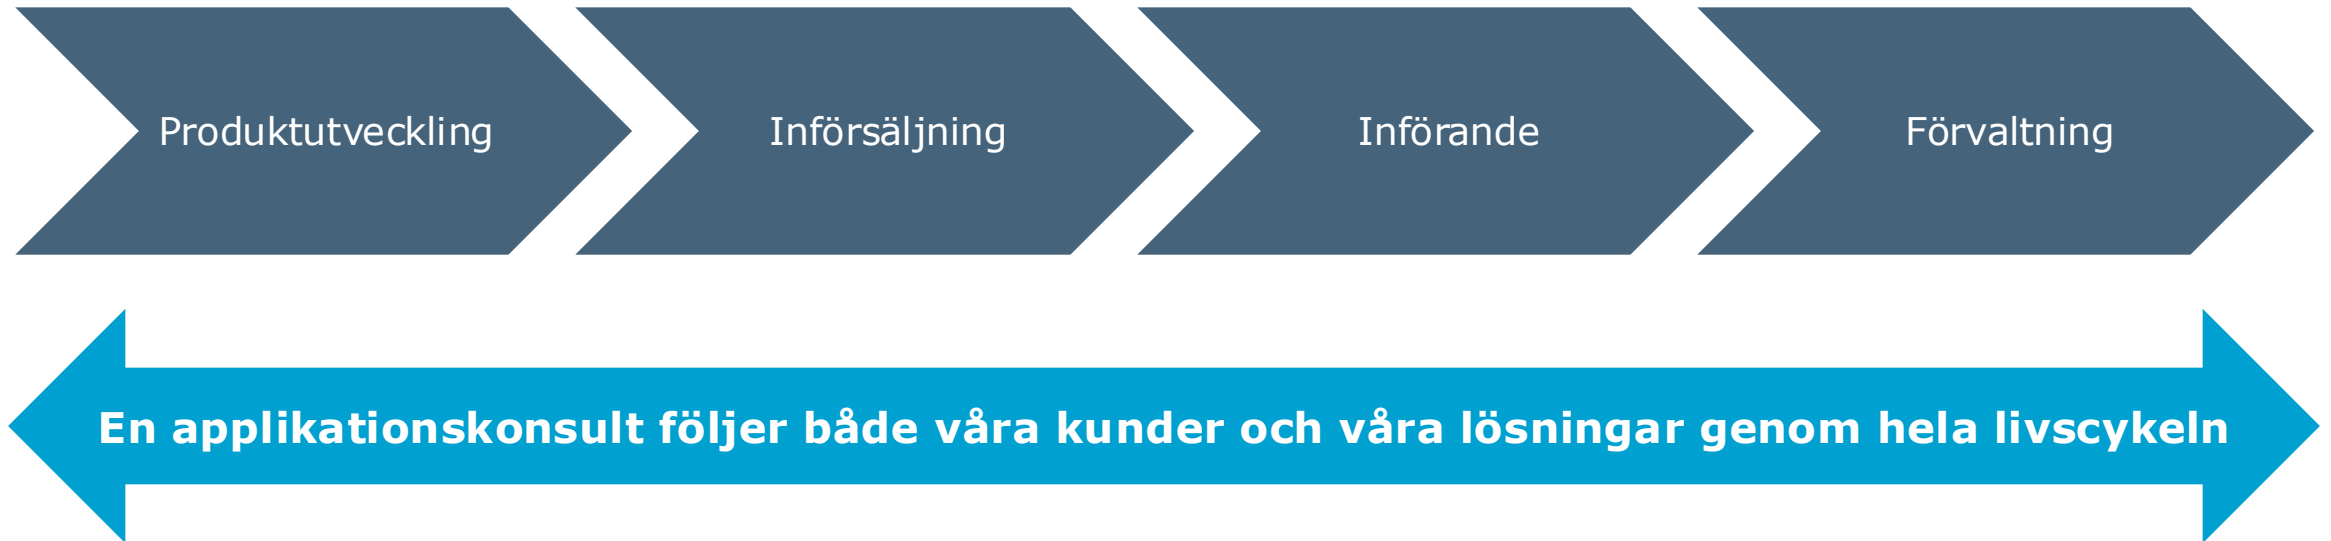 Produktutveckling
Införsäljning
Införande
Förvaltning
En applikationskonsult följer både våra kunder och våra lösningar genom hela livscykeln